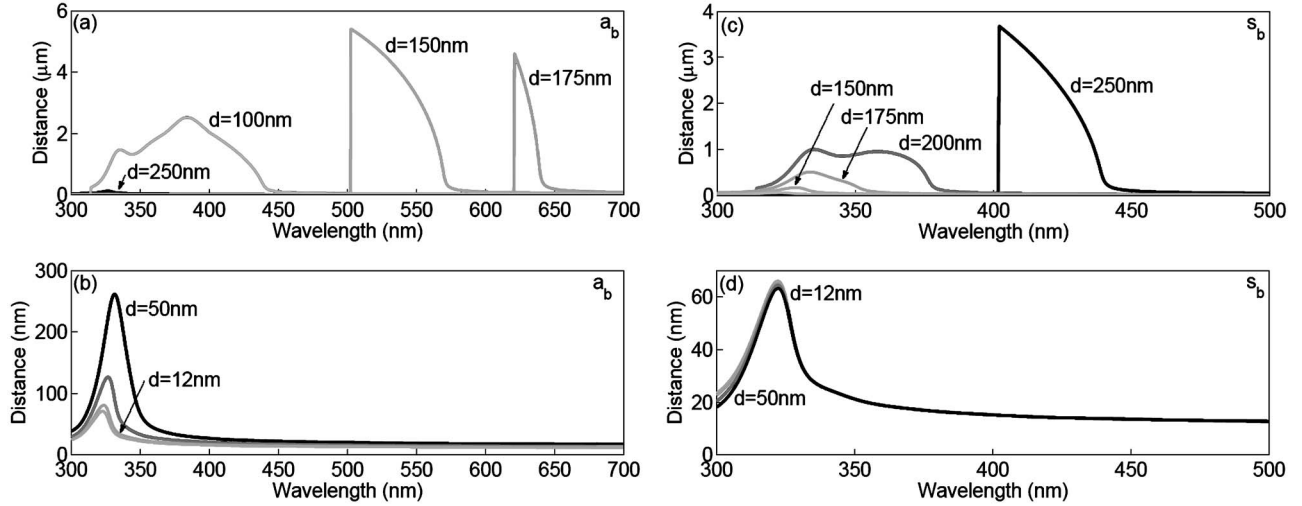 (a)
a_b
6
4
2
0
Distance (μm)
d=100nm
d=250nm
d=150nm
d=175nm
300 350 400 450 500 550 600 650 700
Wavelength (nm)
(c)
s_b
4
3
2
1
0
Distance (μm)
d=150nm
d=175nm
d=200nm
d=250nm
300 350 400 450 500
Wavelength (nm)
(b)
a_b
300
200
100
0
Distance (nm)
d=50nm
d=12nm
300 350 400 450 500 550 600 650 700
Wavelength (nm)
(d)
s_b
60
40
20
0
Distance (nm)
d=12nm
d=50nm
300 350 400 450 500
Wavelength (nm)